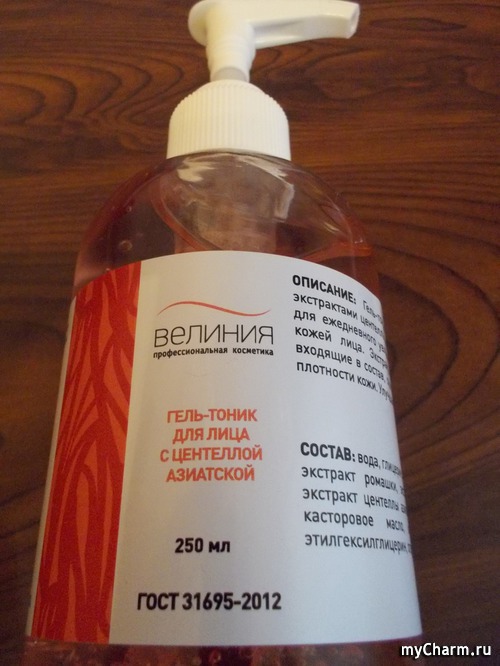 велиния
профессиональная косметика
ГЕЛЬ-ТОНИК
ДЛЯ ЛИЦА
С ЦЕНТЕЛЛОЙ
АЗИАТСКОЙ
250 мл
ГОСТ 31695-2012
ОПИСАНИЕ:
экстрактами
для ежедневного
кожей лица.
входящие в состав
плотности кожи.
СОСТАВ: вода,
экстракт ромашки,
экстракт центеллы
касторовое масло,
этилгексилглицерин,
myCharm.ru